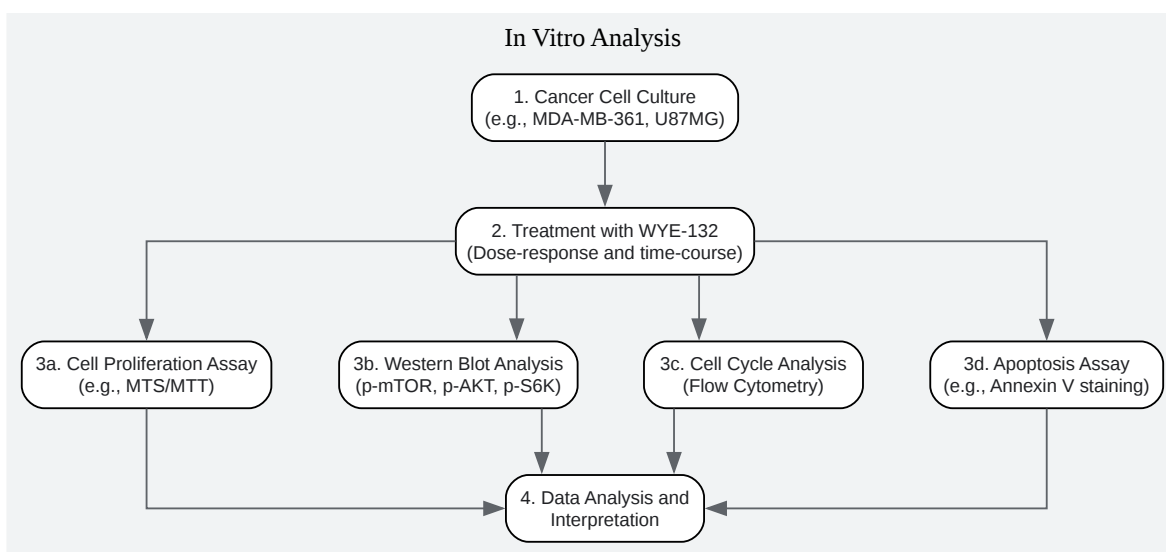 In Vitro Analysis
1. Cancer Cell Culture
(e.g., MDA-MB-361, U87MG)
2. Treatment with WYE-132
(Dose-response and time-course)
3a. Cell Proliferation Assay
(e.g., MTS/MTT)
3b. Western Blot Analysis
(p-mTOR, p-AKT, p-S6K)
3c. Cell Cycle Analysis
(Flow Cytometry)
3d. Apoptosis Assay
(e.g., Annexin V staining)
4. Data Analysis and
Interpretation